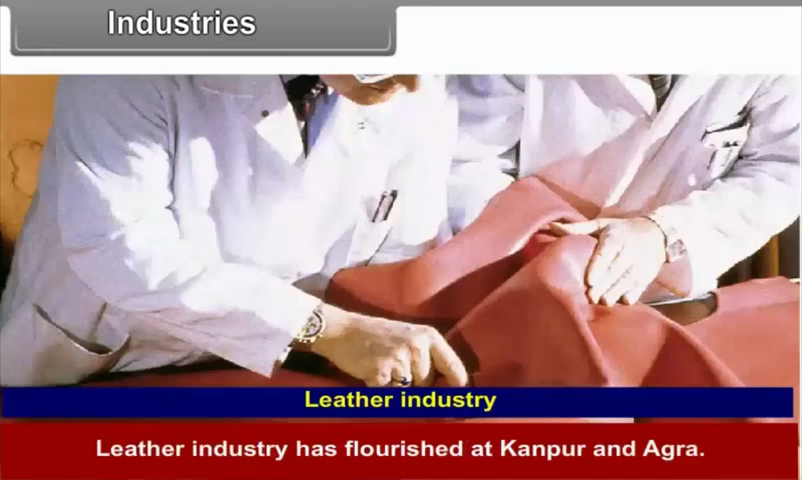 Industries
Leather industry
Leather industry has flourished at Kanpur and Agra.